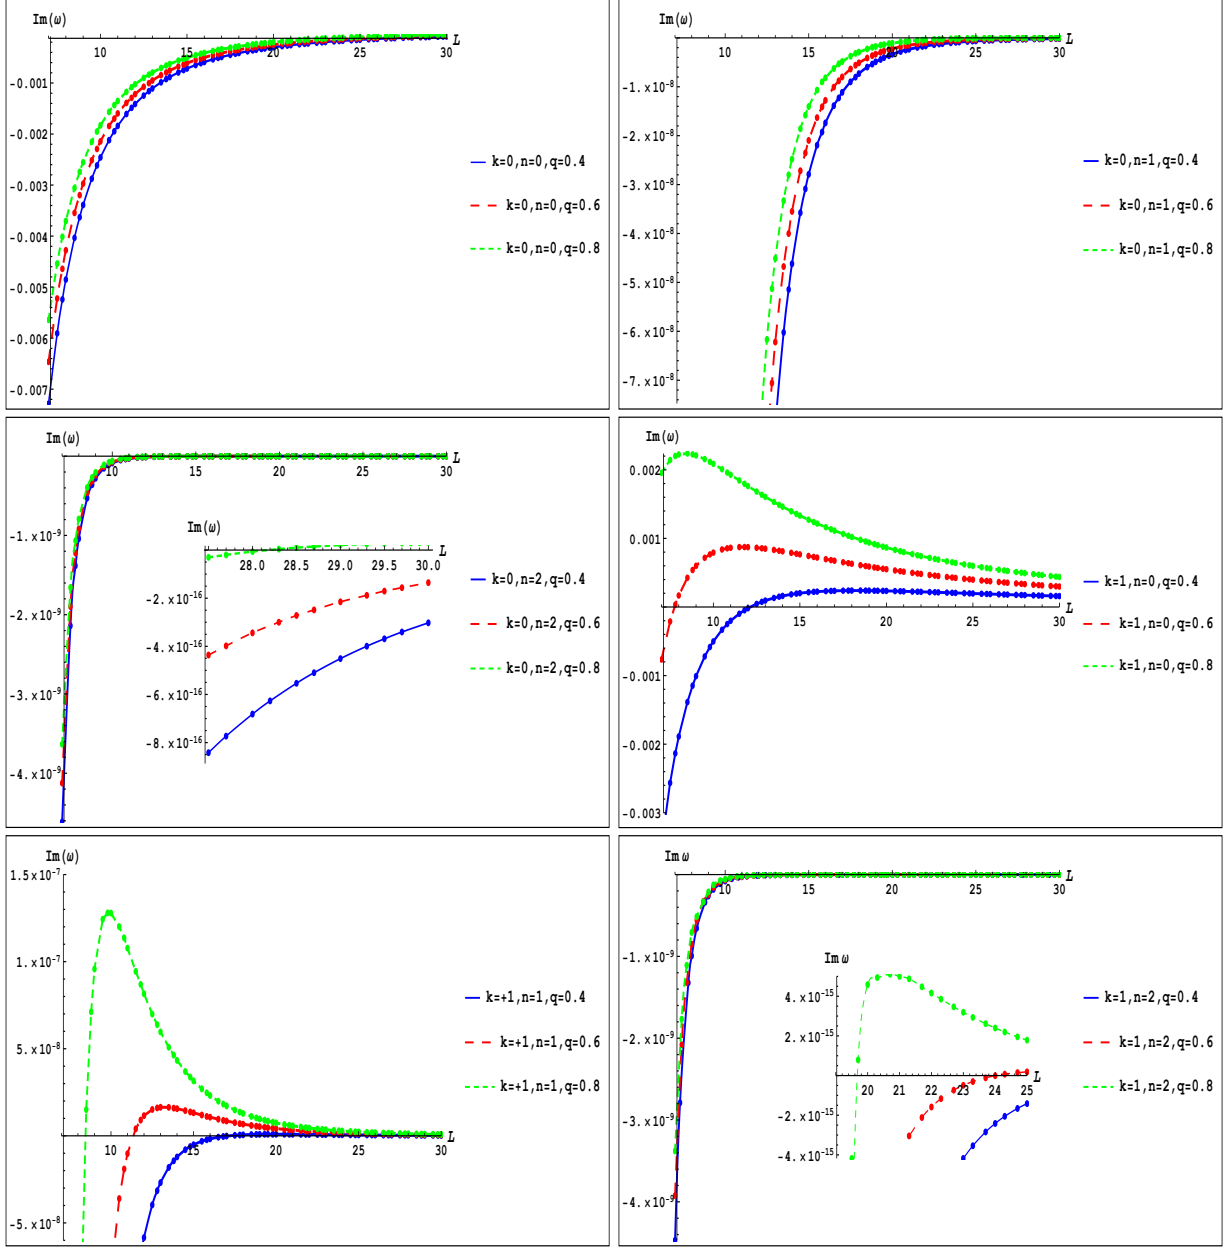 Im(ω)
L
10 15 20 25 30
-0.001
-0.002
-0.003
-0.004
-0.005
-0.006
-0.007
k=0,n=0,q=0.4
k=0,n=0,q=0.6
k=0,n=0,q=0.8
Im(ω)
L
10 15 20 25 30
-1.×10⁻⁸
-2.×10⁻⁸
-3.×10⁻⁸
-4.×10⁻⁸
-5.×10⁻⁸
-6.×10⁻⁸
-7.×10⁻⁸
k=0,n=1,q=0.4
k=0,n=1,q=0.6
k=0,n=1,q=0.8
Im(ω)
L
10 15 20 25 30
-1.×10⁻⁹
-2.×10⁻⁹
-3.×10⁻⁹
-4.×10⁻⁹
Im(ω)
L
28.0 28.5 29.0 29.5 30.0
-2.×10⁻¹⁶
-4.×10⁻¹⁶
-6.×10⁻¹⁶
-8.×10⁻¹⁶
k=0,n=2,q=0.4
k=0,n=2,q=0.6
k=0,n=2,q=0.8
Im(ω)
0.002
0.001
L
10 15 20 25 30
-0.001
-0.002
-0.003
k=1,n=0,q=0.4
k=1,n=0,q=0.6
k=1,n=0,q=0.8
Im(ω)
1.5×10⁻⁷
1.×10⁻⁷
5.×10⁻⁸
L
10 15 20 25 30
-5.×10⁻⁸
k=+1,n=1,q=0.4
k=+1,n=1,q=0.6
k=+1,n=1,q=0.8
Im ω
L
10 15 20 25 30
-1.×10⁻⁹
-2.×10⁻⁹
-3.×10⁻⁹
-4.×10⁻⁹
Im ω
4.×10⁻¹⁵
2.×10⁻¹⁵
L
20 21 22 23 24 25
-2.×10⁻¹⁵
-4.×10⁻¹⁵
k=1,n=2,q=0.4
k=1,n=2,q=0.6
k=1,n=2,q=0.8